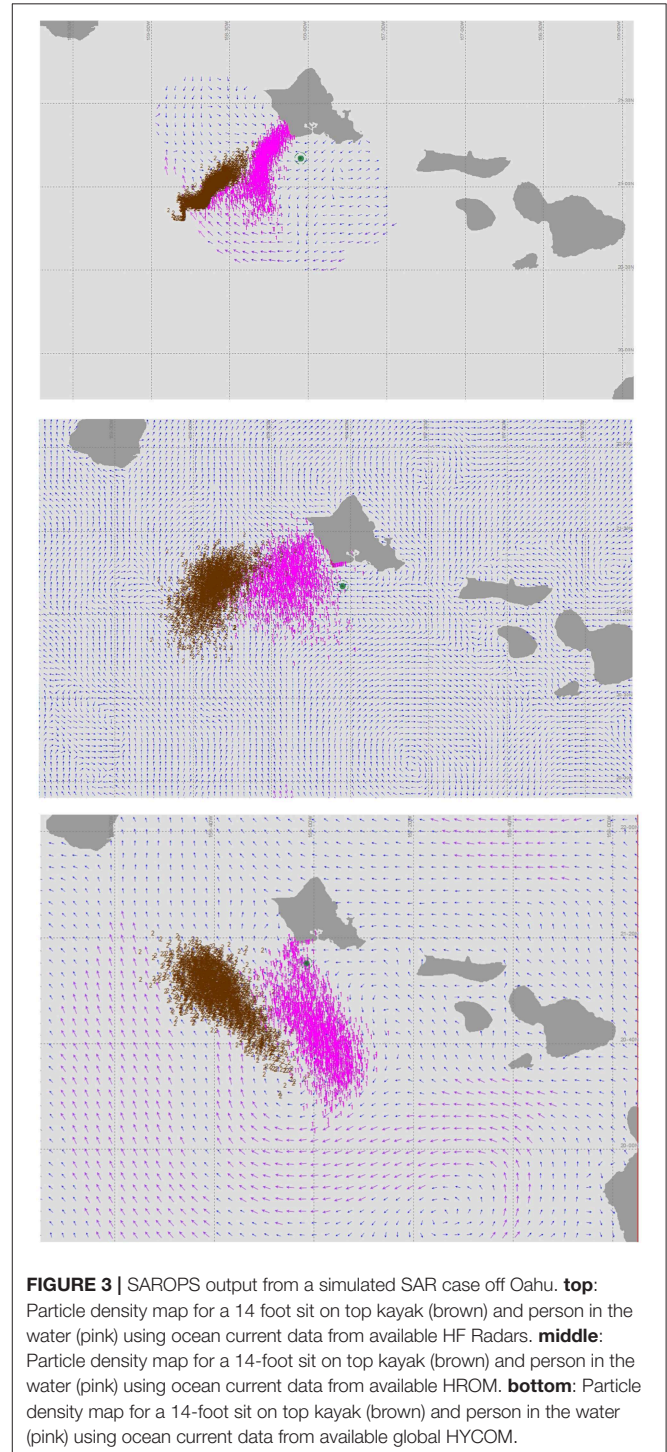 FIGURE 3 | SAROPS output from a simulated SAR case off Oahu. top:
Particle density map for a 14 foot sit on top kayak (brown) and person in the
water (pink) using ocean current data from available HF Radars. middle:
Particle density map for a 14-foot sit on top kayak (brown) and person in the
water (pink) using ocean current data from available HROM. bottom: Particle
density map for a 14-foot sit on top kayak (brown) and person in the water
(pink) using ocean current data from available global HYCOM.